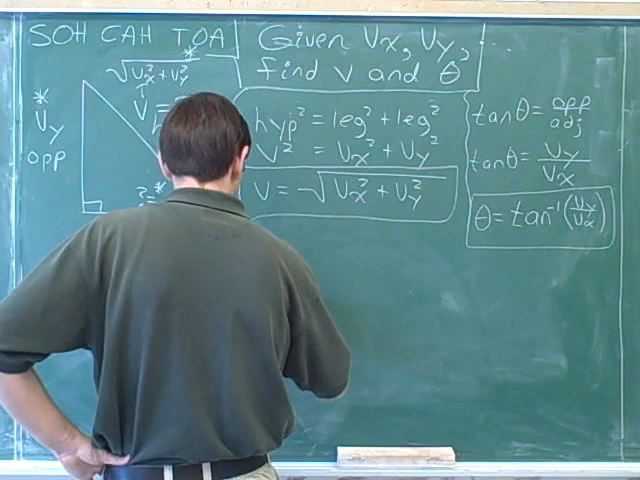 SOH CAH TOA
Given Vx, Vy, ...
find v and θ
*
√Vx² + Vy²
*
Vy
opp
V =
?= *
hyp² = leg² + leg²
V² = Vx² + Vy²
V = √Vx² + Vy²
tanθ = opp/adj
tanθ = Vy/Vx
θ = tan⁻¹(Vy/Vx)